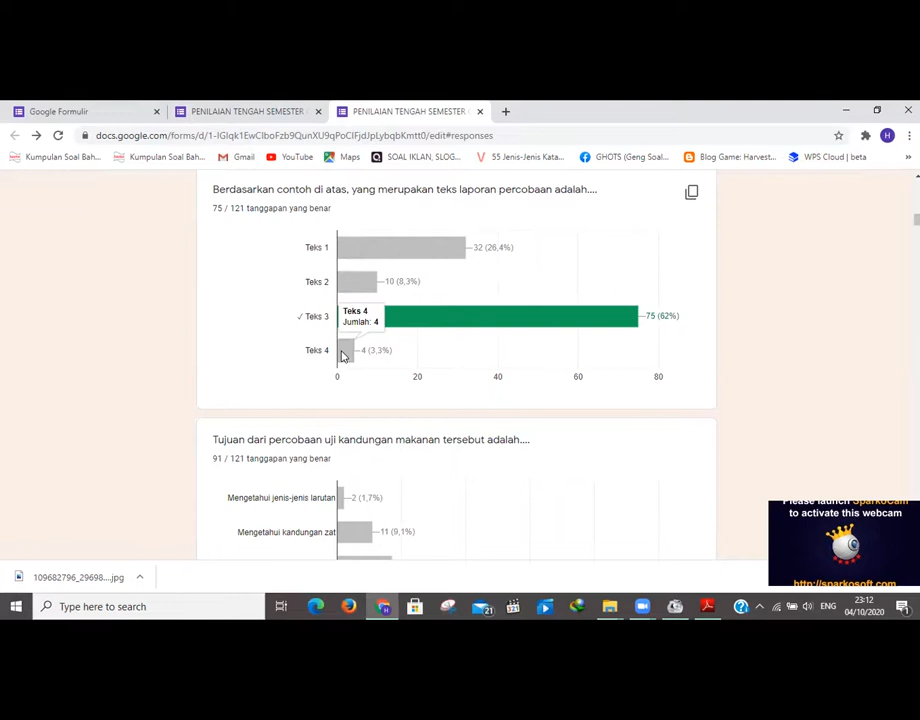 Google Formulir
PENILAIAN TENGAH SEMESTER
PENILAIAN TENGAH SEMESTER
docs.google.com/forms/d/1-IGlqk1EwClboFzb9QunXU9qPoCIFjdJpLybqbKmtt0/edit#responses
Kumpulan Soal Bah...
Kumpulan Soal Bah...
Gmail
YouTube
Maps
SOAL IKLAN, SLOG...
55 Jenis-Jenis Kata...
GHOTS (Geng Soal...
Blog Game: Harvest...
WPS Cloud | beta
Berdasarkan contoh di atas, yang merupakan teks laporan percobaan adalah....
75 / 121 tanggapan yang benar
Teks 1
32 (26,4%)
Teks 2
10 (8,3%)
Teks 4
Jumlah: 4
✓ Teks 3
75 (62%)
Teks 4
4 (3,3%)
0 20 40 60 80
Tujuan dari percobaan uji kandungan makanan tersebut adalah....
91 / 121 tanggapan yang benar
Mengetahui jenis-jenis larutan
2 (1,7%)
Mengetahui kandungan zat
11 (9,1%)
Please launch SparkoCam
to activate this webcam
http://sparkosoft.com
109682796_29698....jpg
Type here to search
21
ENG
23:12
04/10/2020